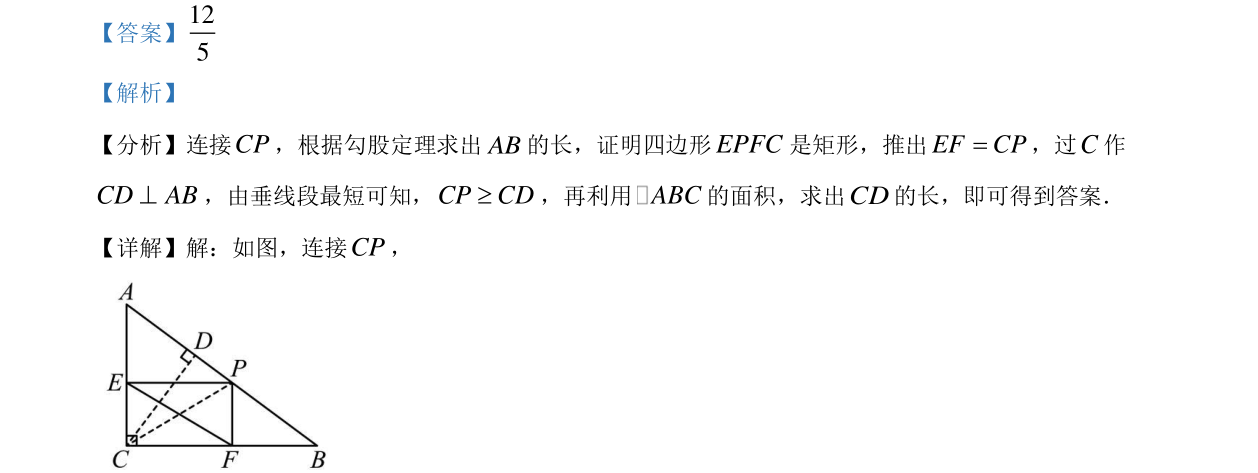 【答案】12/5
【解析】
【分析】连接CP，根据勾股定理求出AB的长，证明四边形EPFC是矩形，推出EF=CP，过C作
CD⊥AB，由垂线段最短可知，CP≥CD，再利用□ABC的面积，求出CD的长，即可得到答案．
【详解】解：如图，连接CP，
A
D
P
E
C
F
B